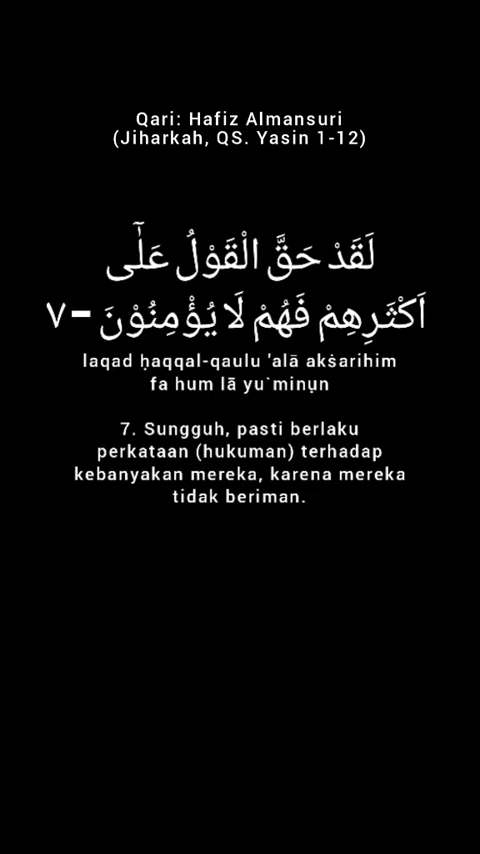 Qari: Hafiz Almansuri
(Jiharkah, QS. Yasin 1-12)
لَقَدْ حَقَّ الْقَوْلُ عَلٰٓى
اَكْثَرِهِمْ فَهُمْ لَا يُؤْمِنُوْنَ -٧
laqad ḥaqqal-qaulu 'alā akṡarihim
fa hum lā yu`minụn
7. Sungguh, pasti berlaku
perkataan (hukuman) terhadap
kebanyakan mereka, karena mereka
tidak beriman.